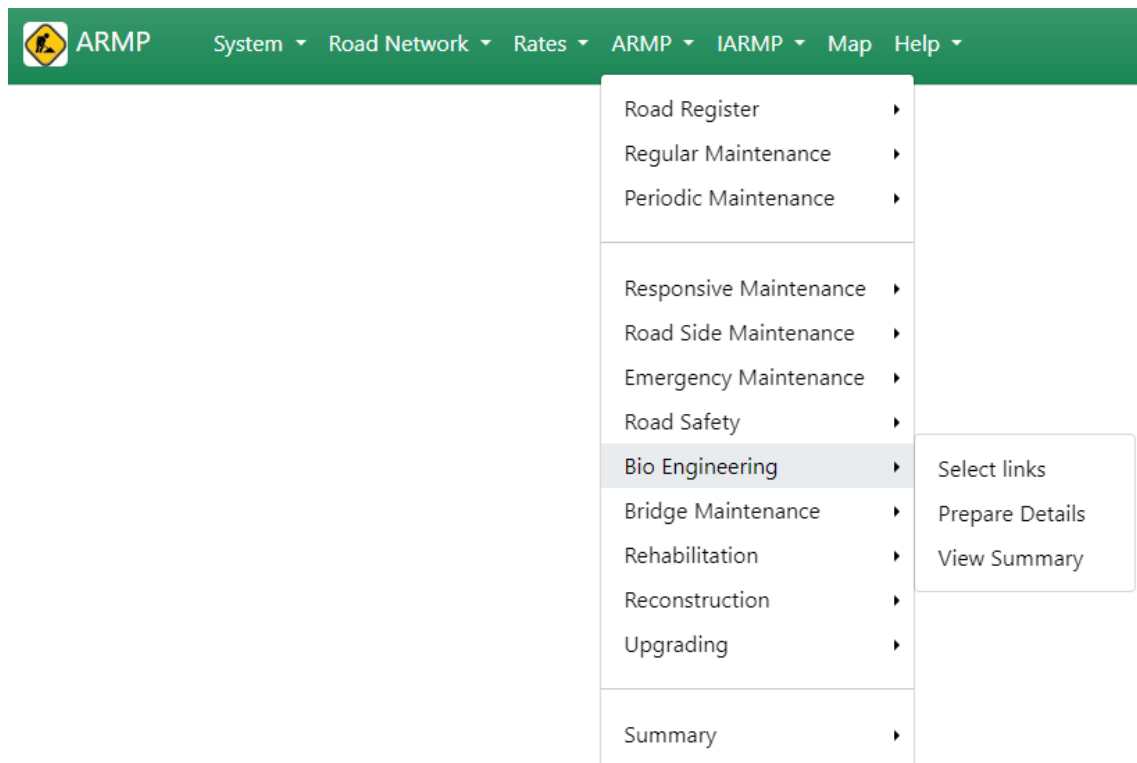 ARMP System Road Network Rates ARMP IARMP Map Help
Road Register
Regular Maintenance
Periodic Maintenance
Responsive Maintenance
Road Side Maintenance
Emergency Maintenance
Road Safety
Bio Engineering
Select links
Bridge Maintenance
Prepare Details
Rehabilitation
View Summary
Reconstruction
Upgrading
Summary